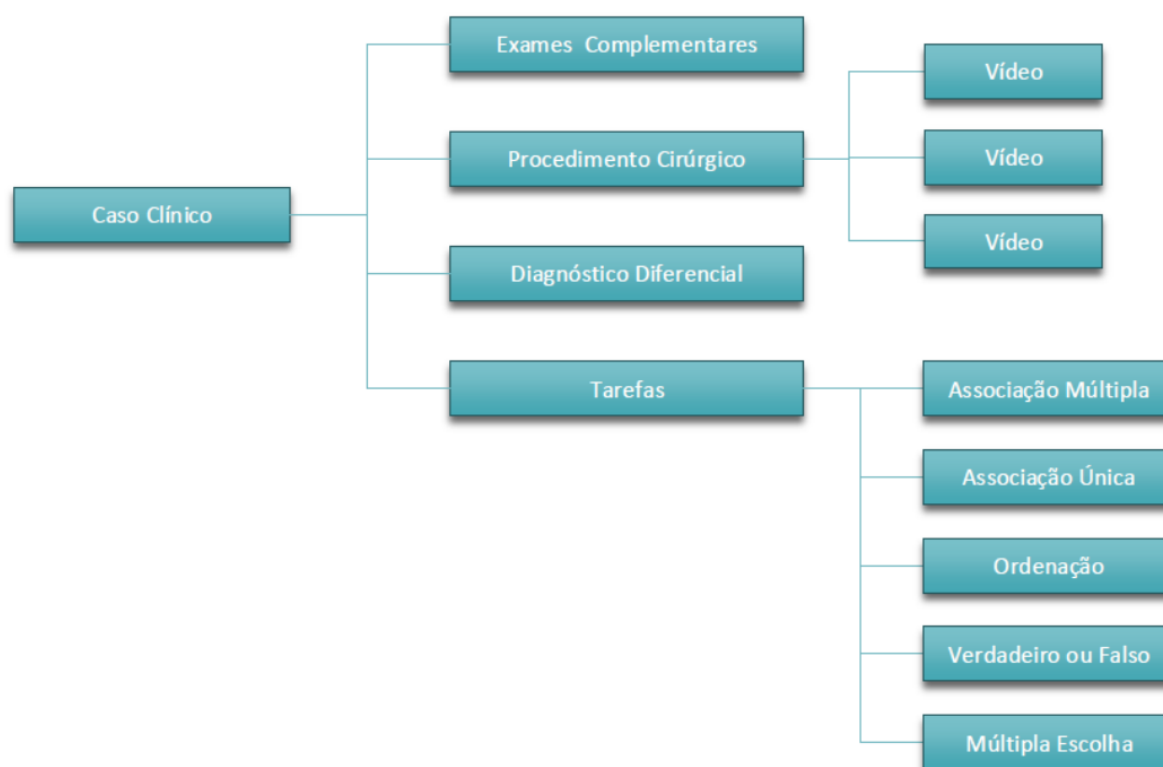 Exames Complementares
Vídeo
Procedimento Cirúrgico
Vídeo
Caso Clínico
Vídeo
Diagnóstico Diferencial
Tarefas
Associação Múltipla
Associação Única
Ordenação
Verdadeiro ou Falso
Múltipla Escolha